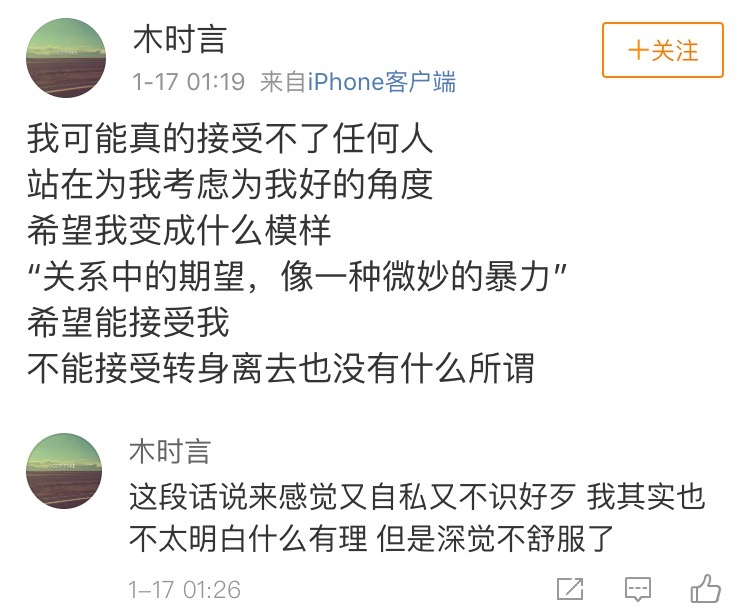 木时言
+关注
1-17 01:19 来自iPhone客户端
我可能真的接受不了任何人
站在为我考虑为我好的角度
希望我变成什么模样
“关系中的期望，像一种微妙的暴力”
希望能接受我
不能接受转身离去也没有什么所谓
木时言
这段话说来感觉又自私又不识好歹 我其实也
不太明白什么有理 但是深觉不舒服了
1-17 01:26